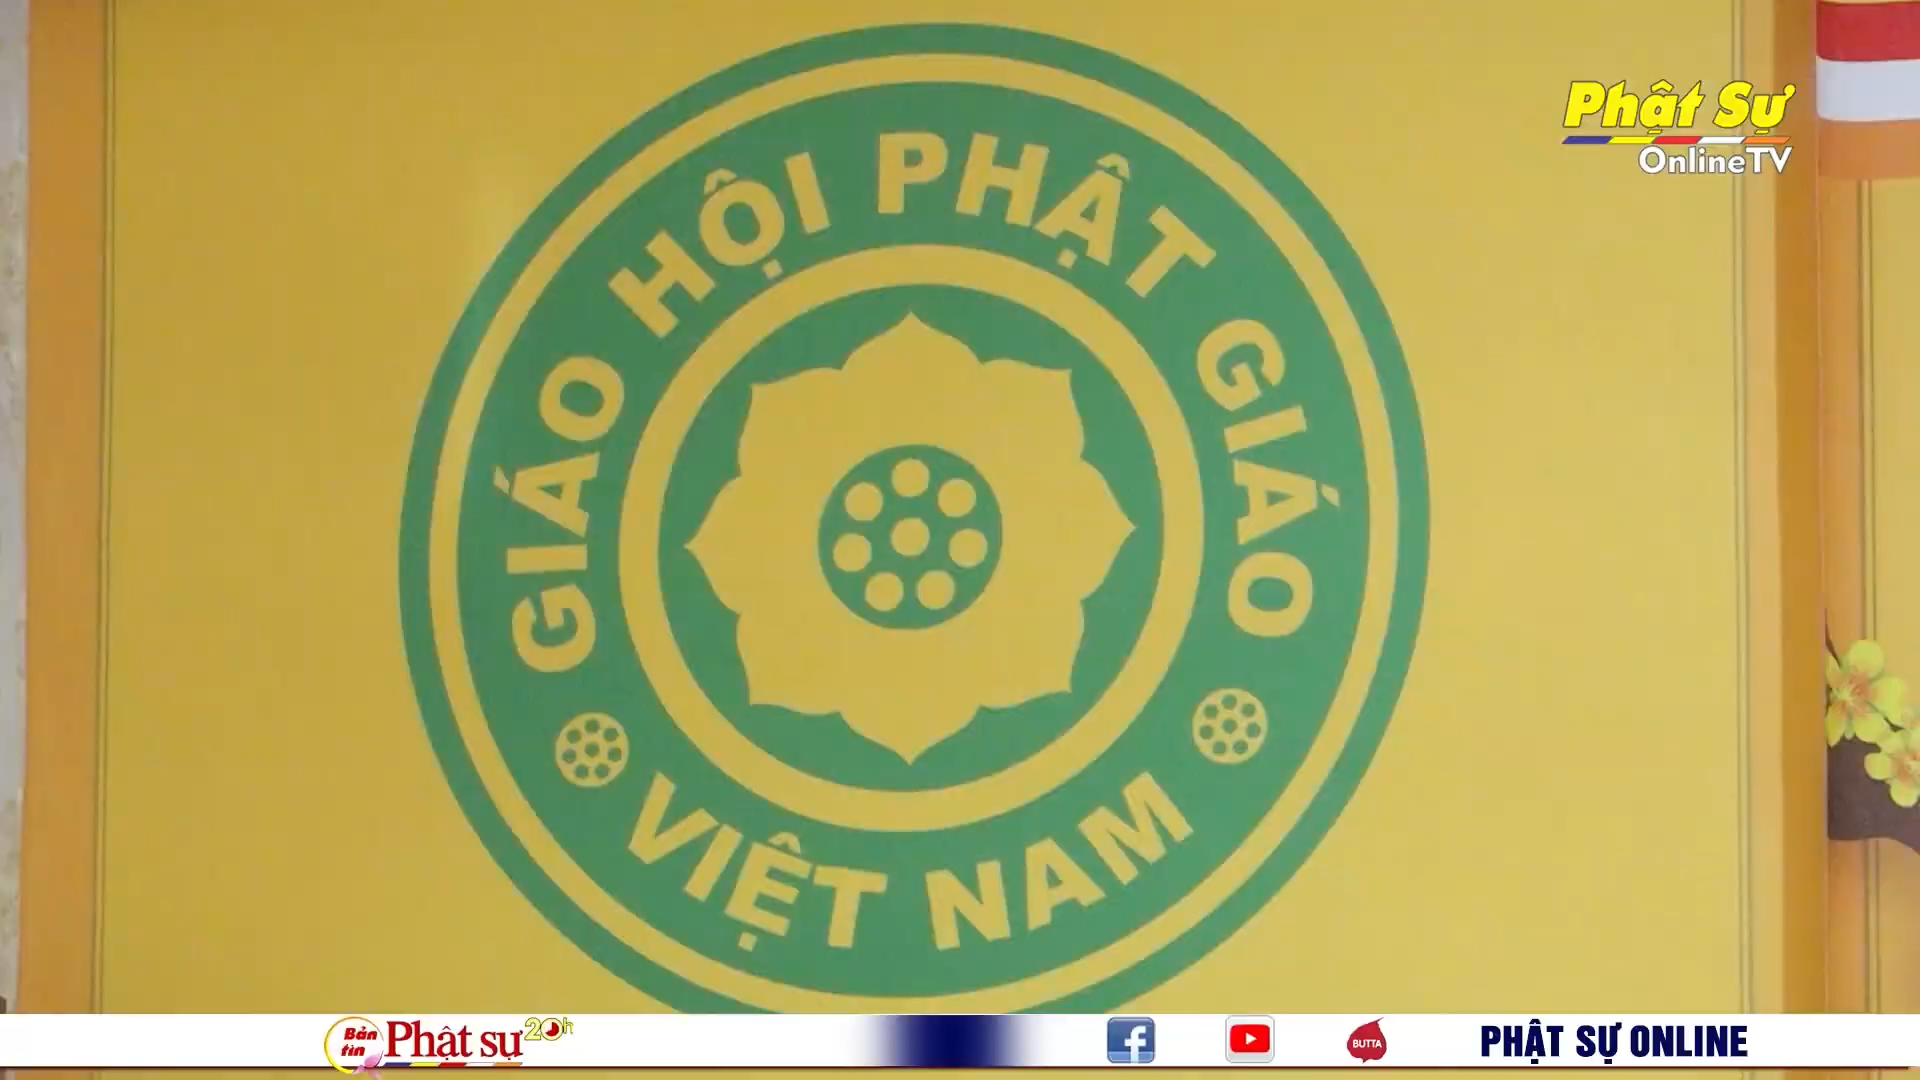 Phật Sự
OnlineTV
GIÁO HỘI PHẬT GIÁO
VIỆT NAM
Bản tin Phật sự 20h
BUTTA
PHẬT SỰ ONLINE